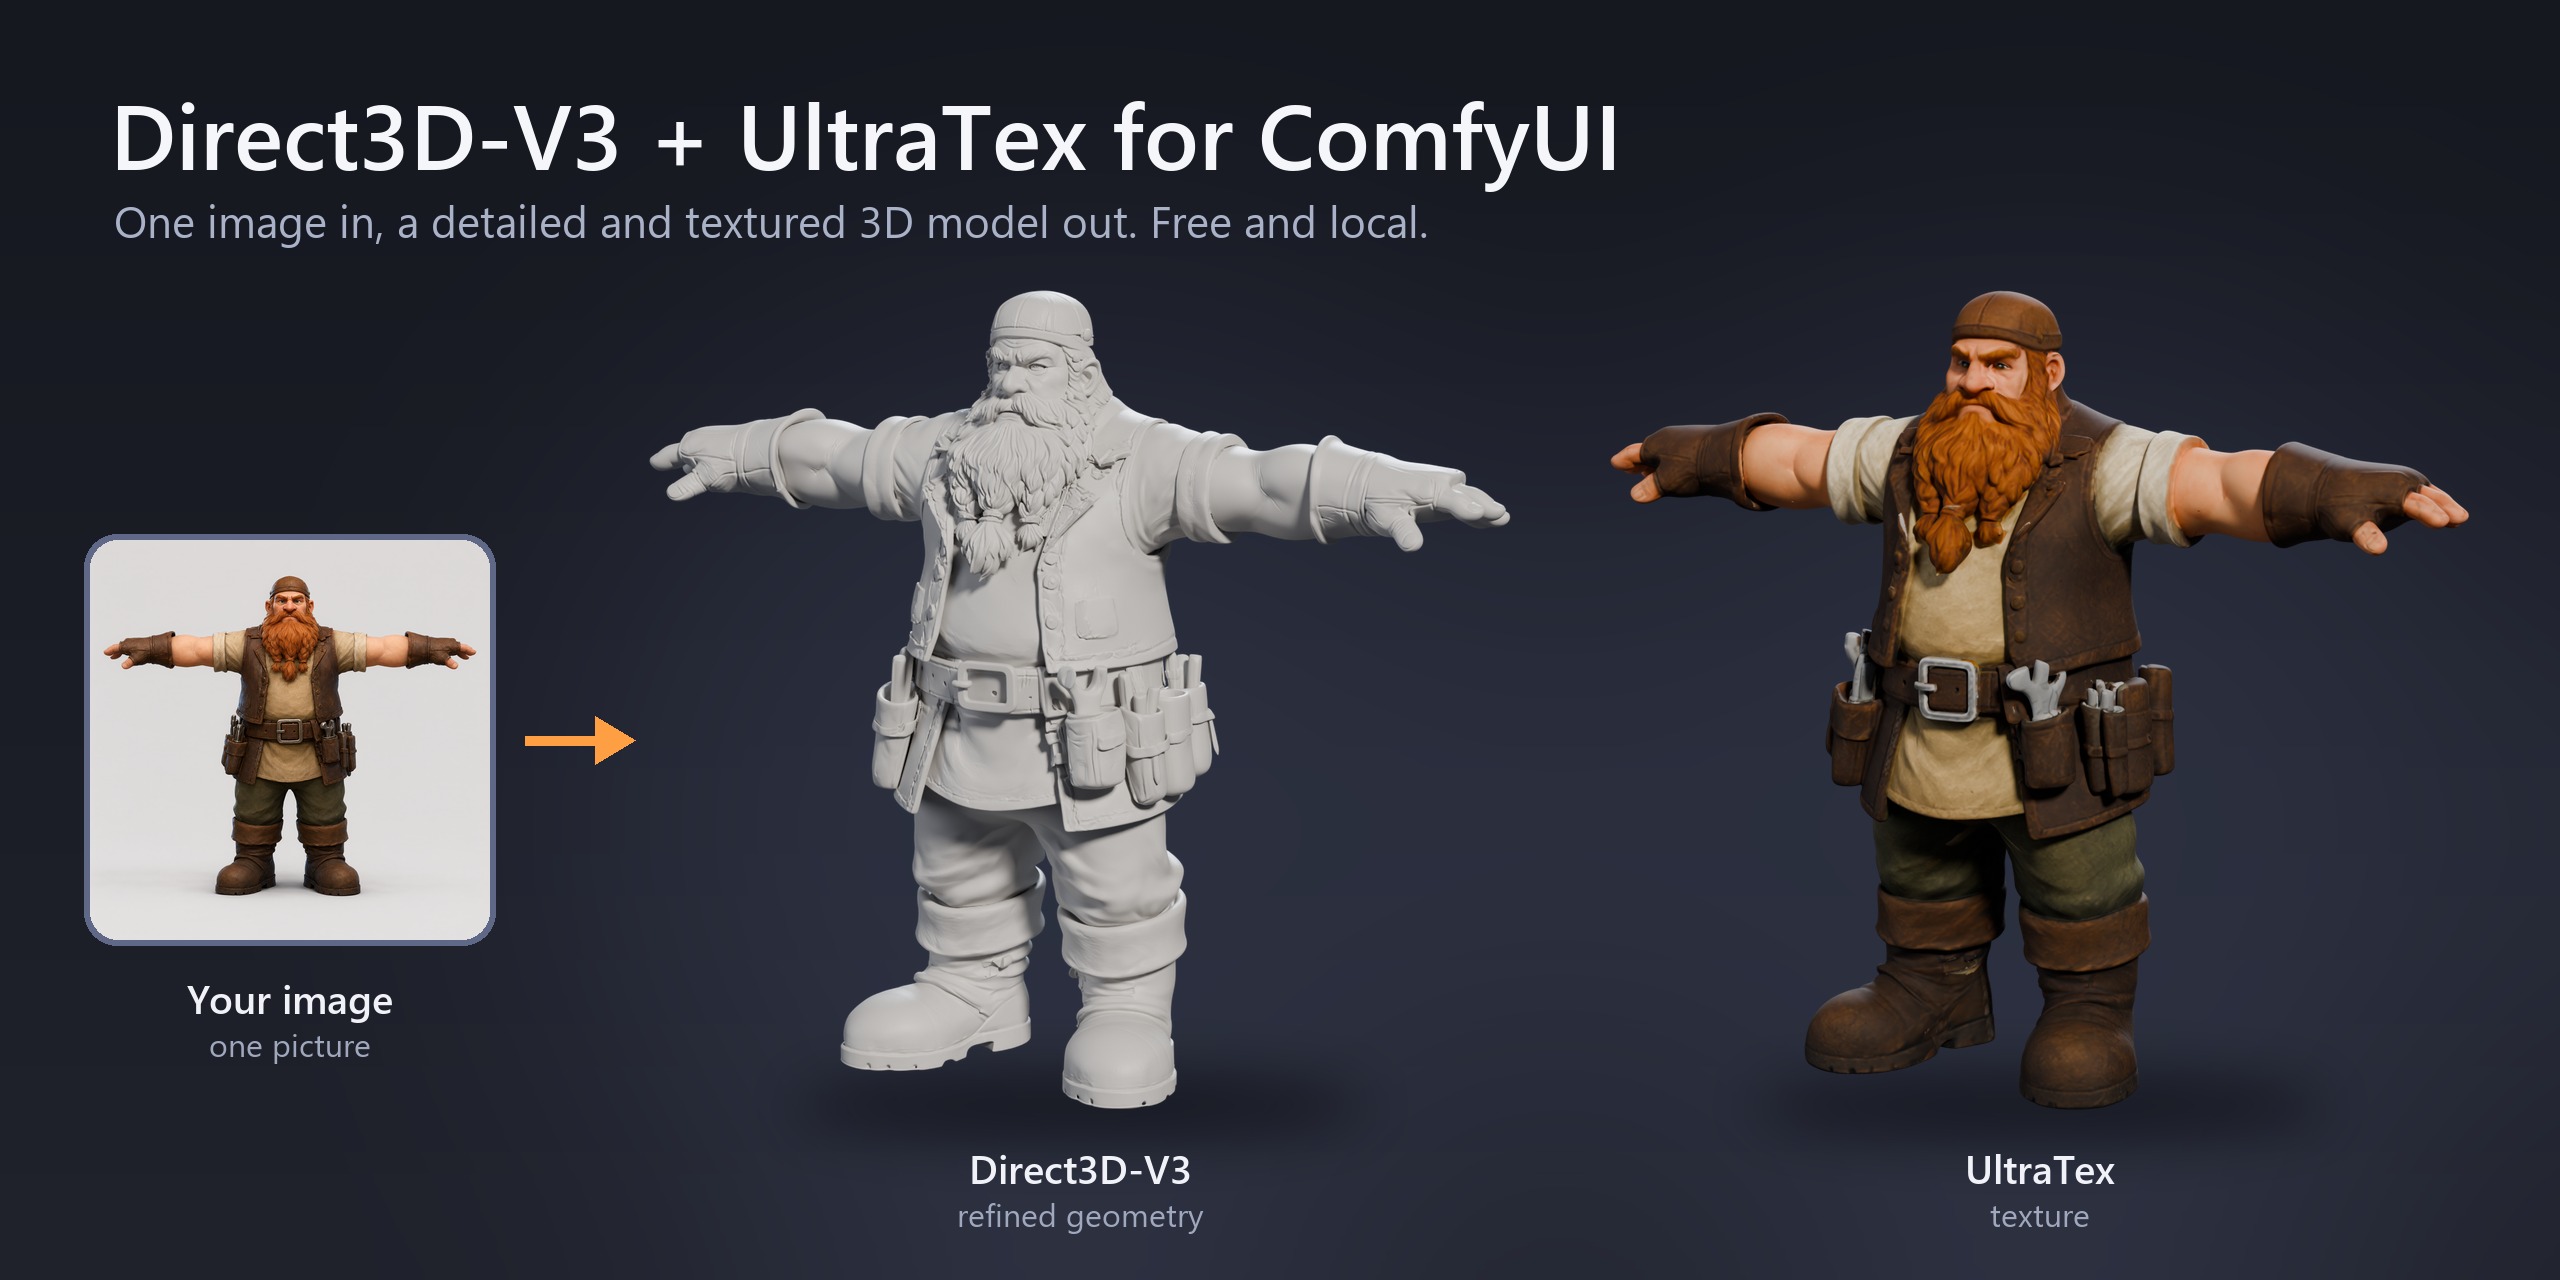 Direct3D-V3 + UltraTex for ComfyUI
One image in, a detailed and textured 3D model out. Free and local.
Your image
one picture
Direct3D-V3
refined geometry
UltraTex
texture